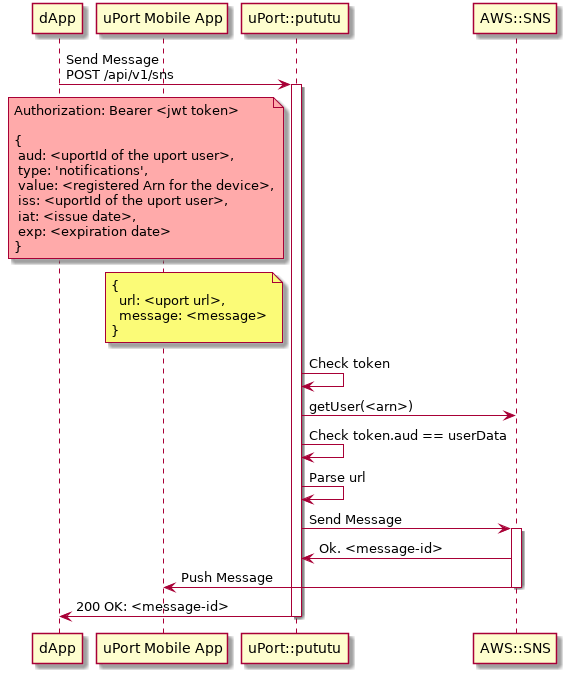 dApp
uPort Mobile App
uPort::pututu
AWS::SNS
Send Message
POST /api/v1/sns
Authorization: Bearer <jwt token>
{
aud: <uportId of the uport user>,
type: 'notifications',
value: <registered Arn for the device>,
iss: <uportId of the uport user>,
iat: <issue date>,
exp: <expiration date>
}
{
url: <uport url>,
message: <message>
}
Check token
getUser(<arn>)
Check token.aud == userData
Parse url
Send Message
Ok. <message-id>
Push Message
200 OK: <message-id>
dApp
uPort Mobile App
uPort::pututu
AWS::SNS